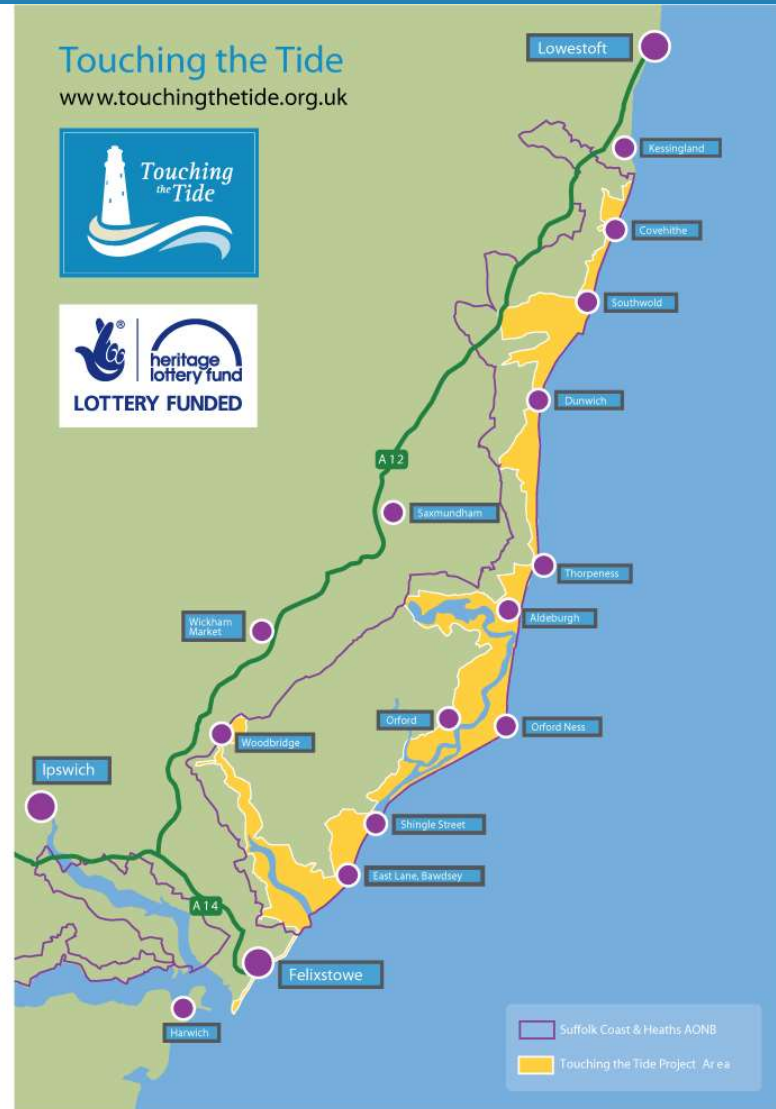 Touching the Tide
www.touchingthetide.org.uk
Touching
the Tide
®
heritage
lottery fund
LOTTERY FUNDED
Lowestoft
Kessingland
Covehithe
Southwold
Dunwich
A 12
Saxmundham
Thorpeness
Aldeburgh
Wickham
Market
Orford
Orford Ness
Woodbridge
Ipswich
Shingle Street
East Lane, Bawdsey
A 14
Felixstowe
Harwich
Suffolk Coast & Heaths AONB
Touching the Tide Project Ar ea